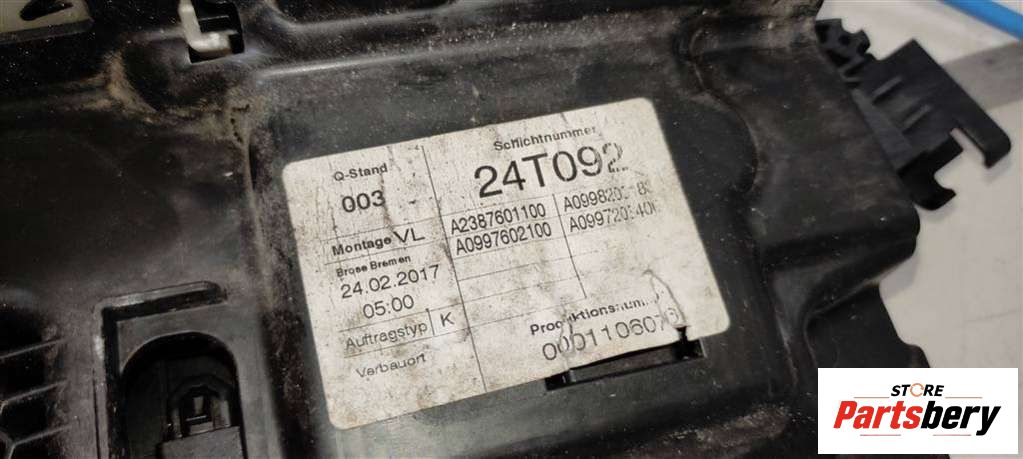 Q-Stand
003
Schichtnummer
24T092
Montage VL
A2387601100
A0997602100
Brose Bremen
24.02.2017
05:00
Auftragstyp K
Verbauort
Produktionsnummer
STORE
Partsbery